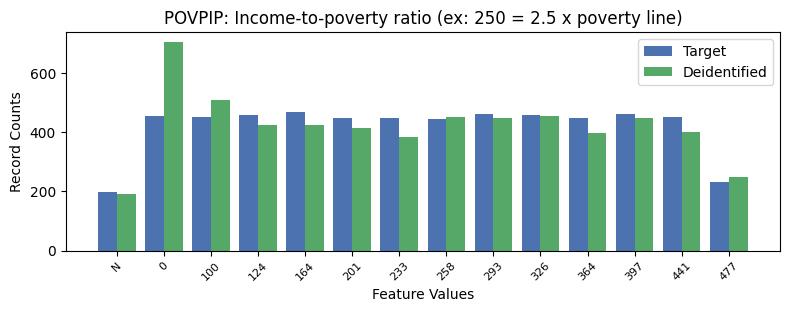 POVPIP: Income-to-poverty ratio (ex: 250 = 2.5 x poverty line)
Target
Deidentified
Record Counts
600
400
200
0
N 0 100 124 164 201 233 258 293 326 364 397 441 477
Feature Values